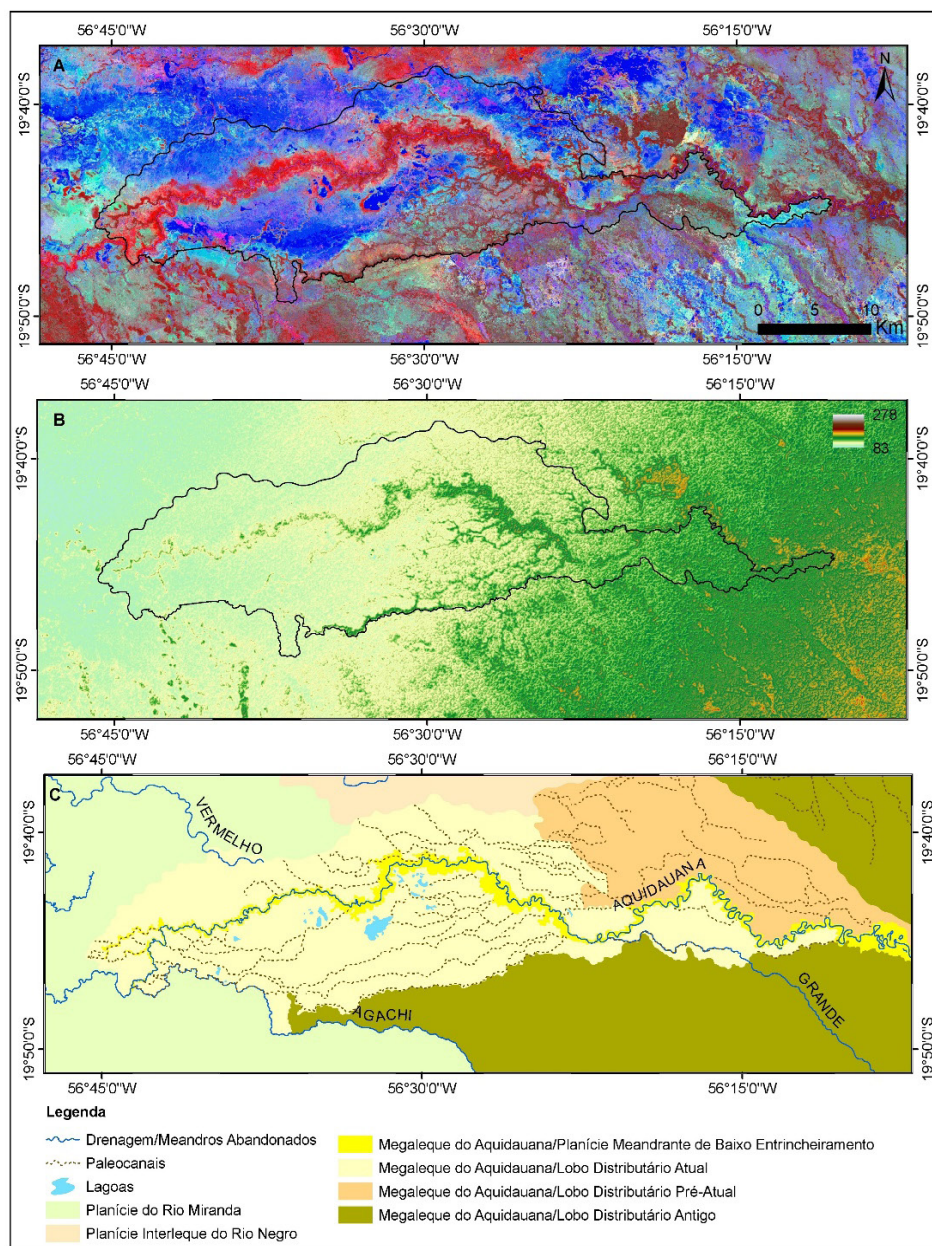 56°45'0"W 56°30'0"W 56°15'0"W
A
N
19°40'0"S 19°40'0"S
19°50'0"S 19°50'0"S
0 5 10
Km
56°45'0"W 56°30'0"W 56°15'0"W
56°45'0"W 56°30'0"W 56°15'0"W
B
278
83
19°40'0"S 19°40'0"S
19°50'0"S 19°50'0"S
56°45'0"W 56°30'0"W 56°15'0"W
56°45'0"W 56°30'0"W 56°15'0"W
C
VERMELHO
19°40'0"S 19°40'0"S
AQUIDAUANA
GRANDE
AGACHI
19°50'0"S 19°50'0"S
56°45'0"W 56°30'0"W 56°15'0"W
Legenda
Drenagem/Meandros Abandonados
Paleocanais
Lagoas
Planície do Rio Miranda
Planície Interleque do Rio Negro
Megaleque do Aquidauana/Planície Meandrante de Baixo Entrincheiramento
Megaleque do Aquidauana/Lobo Distributário Atual
Megaleque do Aquidauana/Lobo Distributário Pré-Atual
Megaleque do Aquidauana/Lobo Distributário Antigo